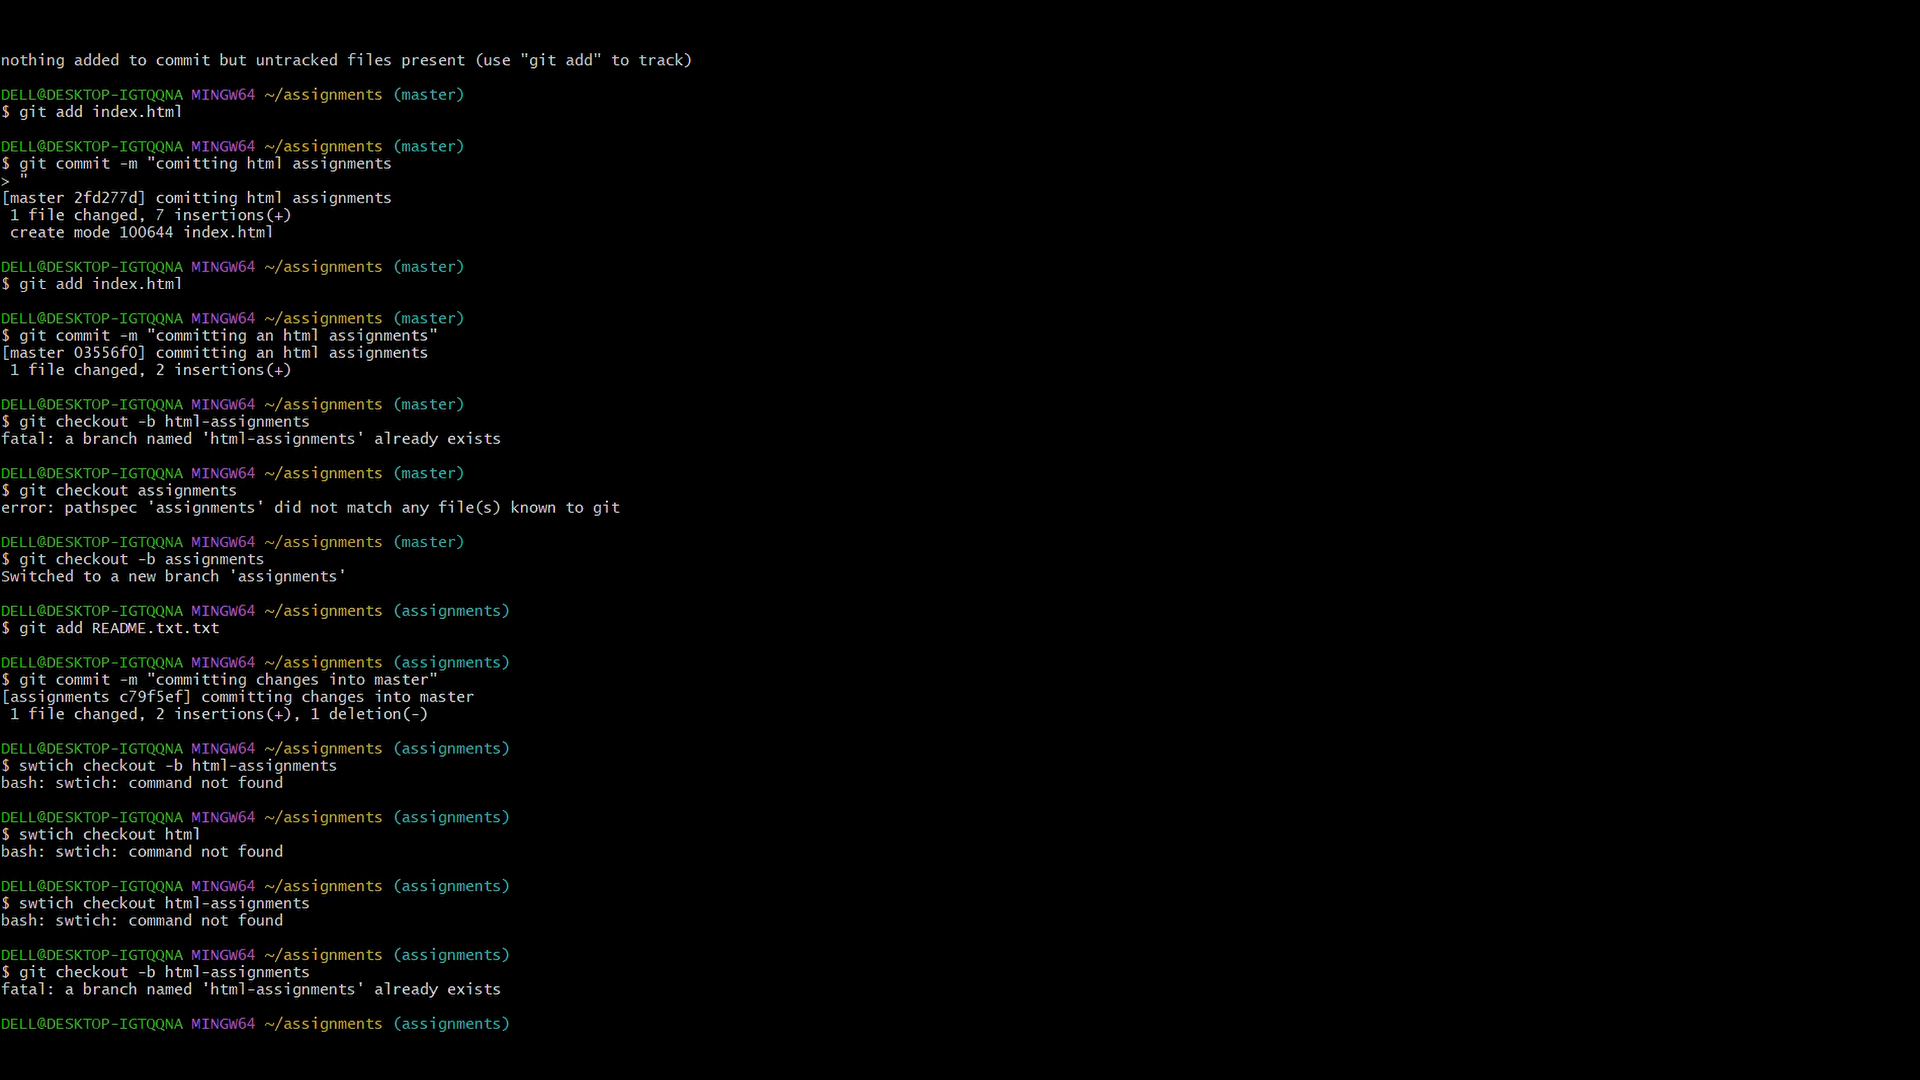 nothing added to commit but untracked files present (use "git add" to track)
DELL@DESKTOP-IGTQQNA MINGW64 ~/assignments (master)
$ git add index.html
DELL@DESKTOP-IGTQQNA MINGW64 ~/assignments (master)
$ git commit -m "comitting html assignments
> "
[master 2fd277d] comitting html assignments
1 file changed, 7 insertions(+)
create mode 100644 index.html
DELL@DESKTOP-IGTQQNA MINGW64 ~/assignments (master)
$ git add index.html
DELL@DESKTOP-IGTQQNA MINGW64 ~/assignments (master)
$ git commit -m "committing an html assignments"
[master 03556f0] committing an html assignments
1 file changed, 2 insertions(+)
DELL@DESKTOP-IGTQQNA MINGW64 ~/assignments (master)
$ git checkout -b html-assignments
fatal: a branch named 'html-assignments' already exists
DELL@DESKTOP-IGTQQNA MINGW64 ~/assignments (master)
$ git checkout assignments
error: pathspec 'assignments' did not match any file(s) known to git
DELL@DESKTOP-IGTQQNA MINGW64 ~/assignments (master)
$ git checkout -b assignments
Switched to a new branch 'assignments'
DELL@DESKTOP-IGTQQNA MINGW64 ~/assignments (assignments)
$ git add README.txt.txt
DELL@DESKTOP-IGTQQNA MINGW64 ~/assignments (assignments)
$ git commit -m "committing changes into master"
[assignments c79f5ef] committing changes into master
1 file changed, 2 insertions(+), 1 deletion(-)
DELL@DESKTOP-IGTQQNA MINGW64 ~/assignments (assignments)
$ swtich checkout -b html-assignments
bash: swtich: command not found
DELL@DESKTOP-IGTQQNA MINGW64 ~/assignments (assignments)
$ swtich checkout html
bash: swtich: command not found
DELL@DESKTOP-IGTQQNA MINGW64 ~/assignments (assignments)
$ swtich checkout html-assignments
bash: swtich: command not found
DELL@DESKTOP-IGTQQNA MINGW64 ~/assignments (assignments)
$ git checkout -b html-assignments
fatal: a branch named 'html-assignments' already exists
DELL@DESKTOP-IGTQQNA MINGW64 ~/assignments (assignments)